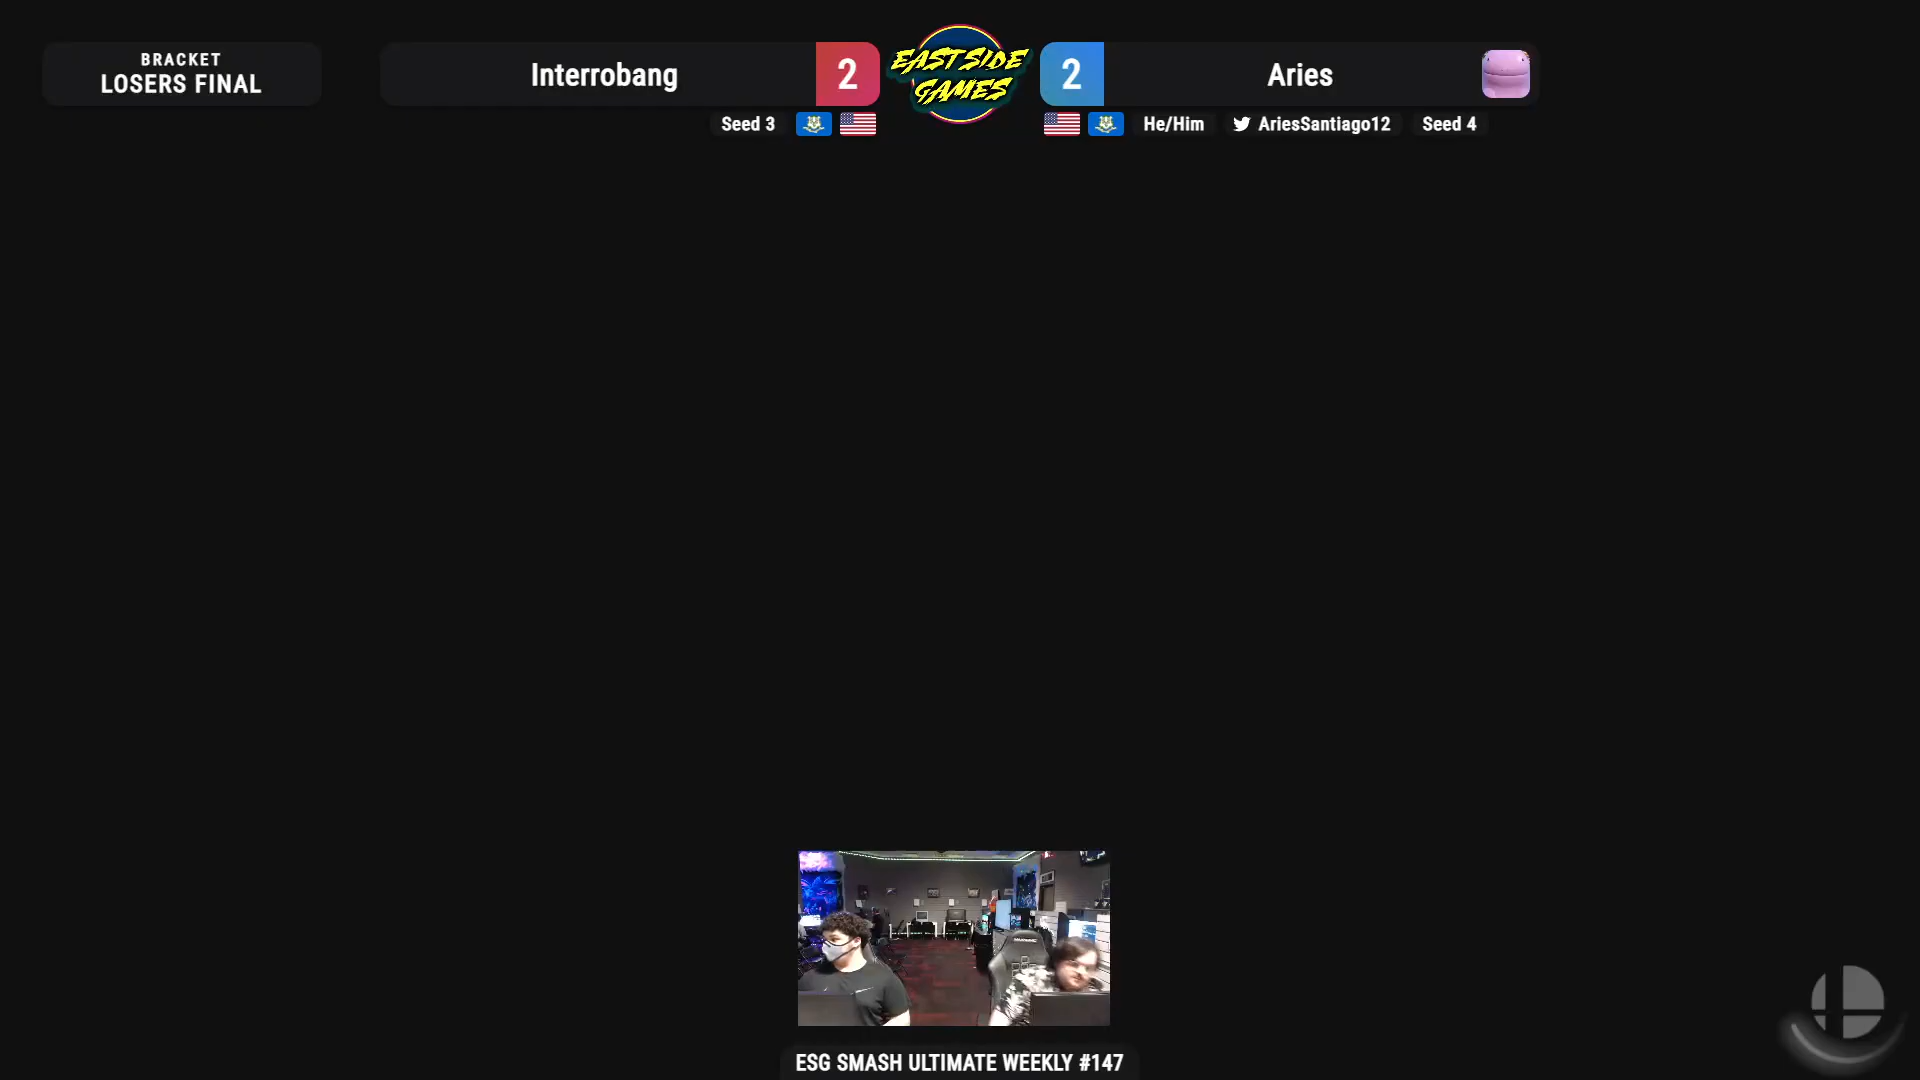 BRACKET
LOSERS FINAL
Interrobang
2
EAST SIDE
GAMES
2
Aries
Seed 3
He/Him
AriesSantiago12
Seed 4
ESG SMASH ULTIMATE WEEKLY #147